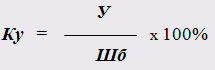 У
Ку = x 100%
Шб